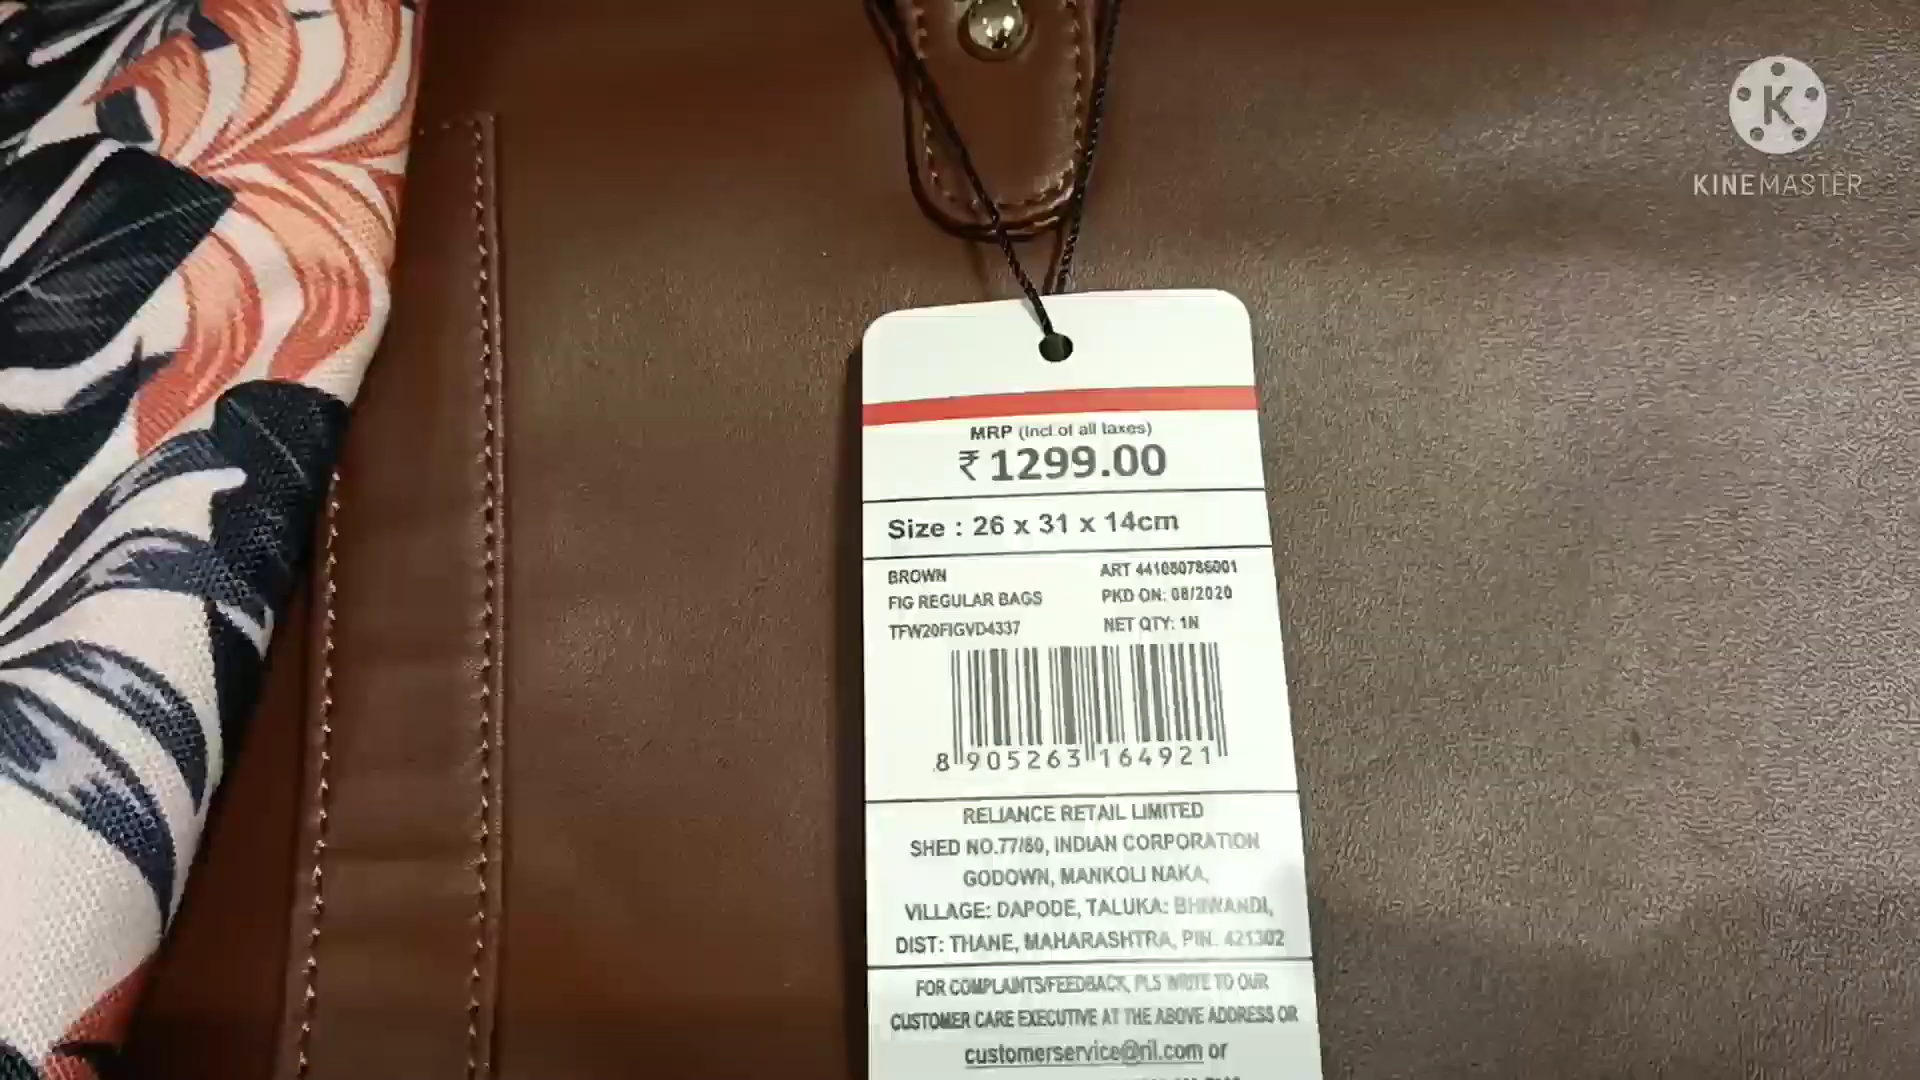 K
KINEMASTER
MRP (Incl of all taxes)
₹ 1299.00
Size : 26 x 31 x 14cm
BROWN ART 441080786001
FIG REGULAR BAGS PKD ON: 08/2020
TFW20FIGVD4337 NET QTY: 1N
8 905263 164921
RELIANCE RETAIL LIMITED
SHED NO.77/80, INDIAN CORPORATION
GODOWN, MANKOLI NAKA,
VILLAGE: DAPODE, TALUKA: BHIWANDI,
DIST: THANE, MAHARASHTRA, PIN. 421302
FOR COMPLAINTS/FEEDBACK, PLS WRITE TO OUR
CUSTOMER CARE EXECUTIVE AT THE ABOVE ADDRESS OR
customerservice@ril.com or